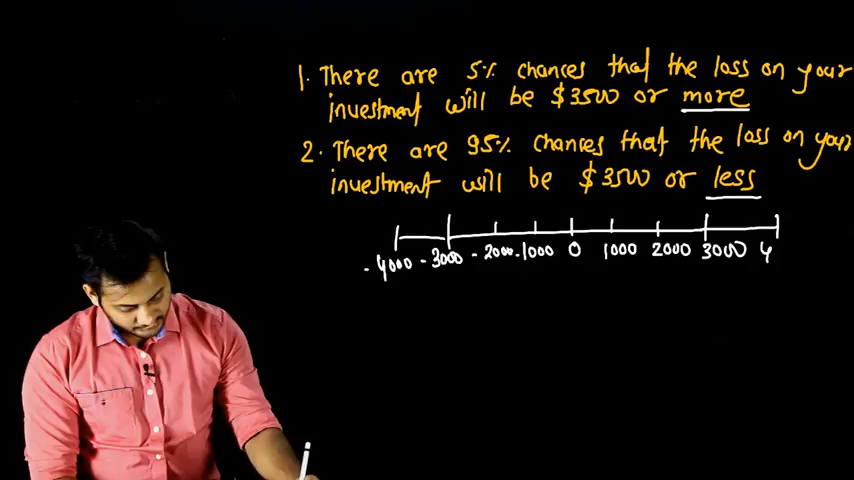 1. There are 5% chances that the loss on your
investment will be $3500 or more
2. There are 95% chances that the loss on your
investment will be $3500 or less
-4000 -3000 -2000 -1000 0 1000 2000 3000 4